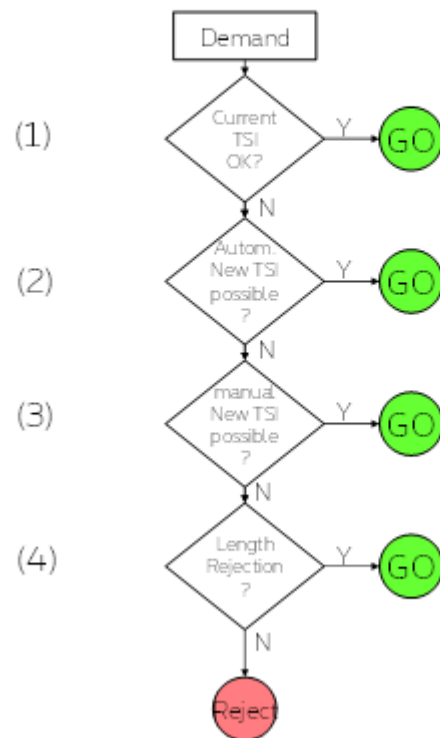 Demand
(1)
Current
TSI
OK?
Y
GO
N
(2)
Autom.
New TSI
possible
?
Y
GO
N
(3)
manual
New TSI
possible
?
Y
GO
N
(4)
Length
Rejection
?
Y
GO
N
Reject